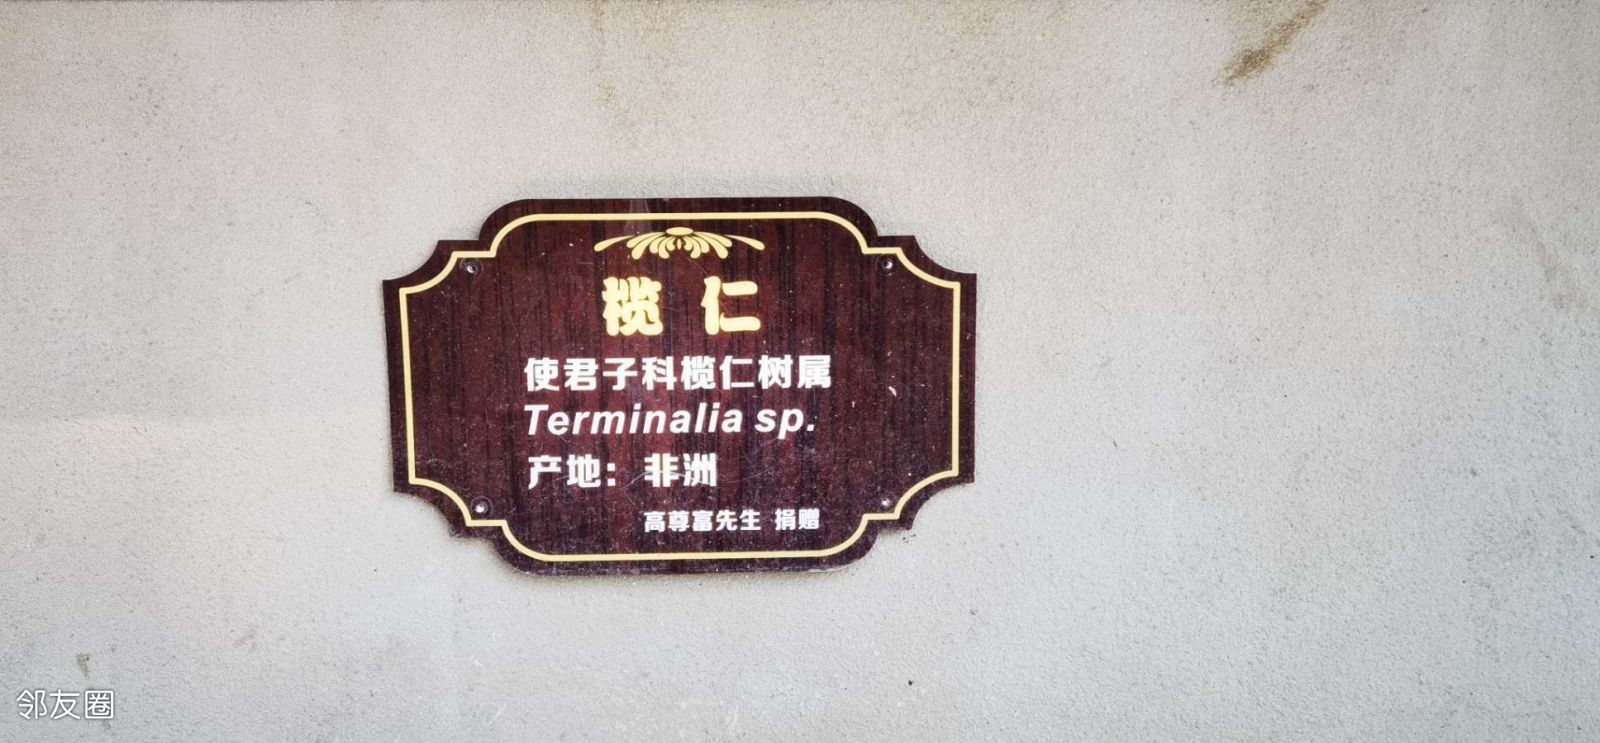 榄仁
使君子科榄仁树属
Terminalia sp.
产地：非洲
高尊富先生 捐赠
邻友圈